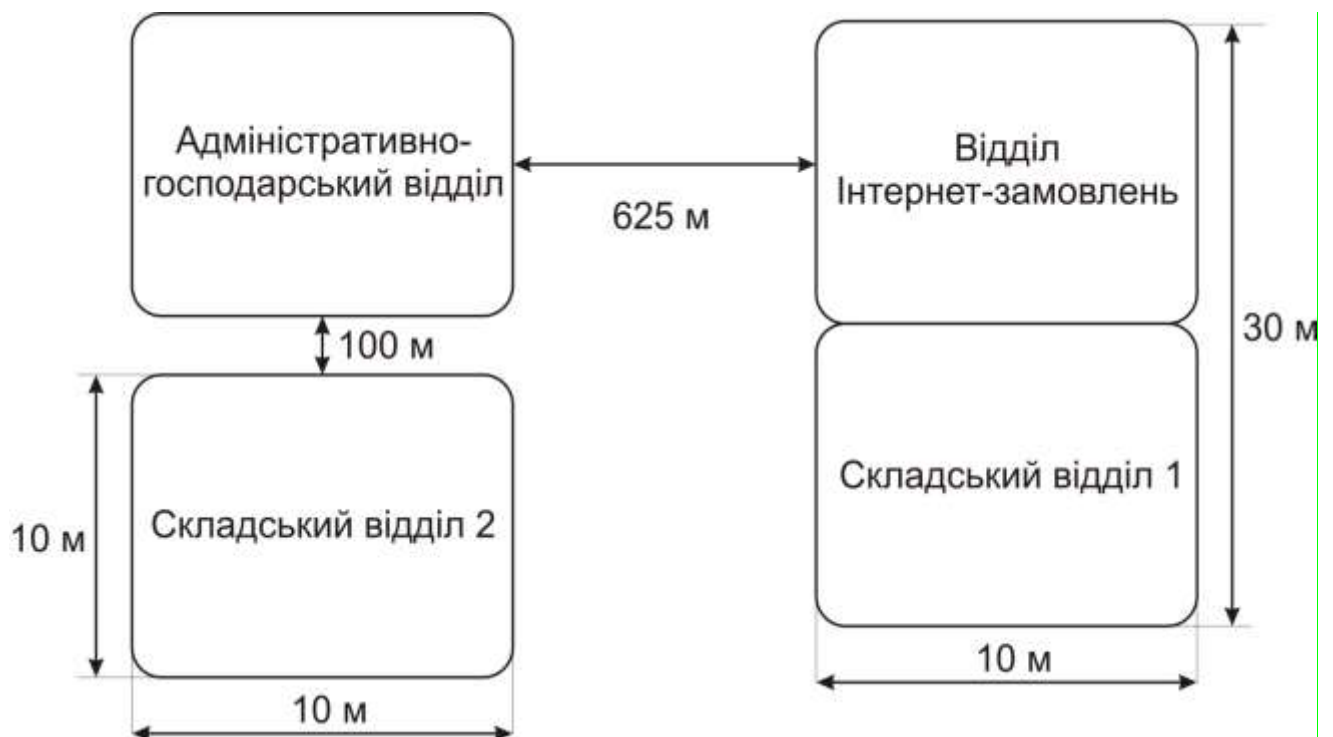 Адміністративно-
господарський відділ
Відділ
Інтернет-замовлень
625 м
100 м
30 м
Складський відділ 1
Складський відділ 2
10 м
10 м
10 м